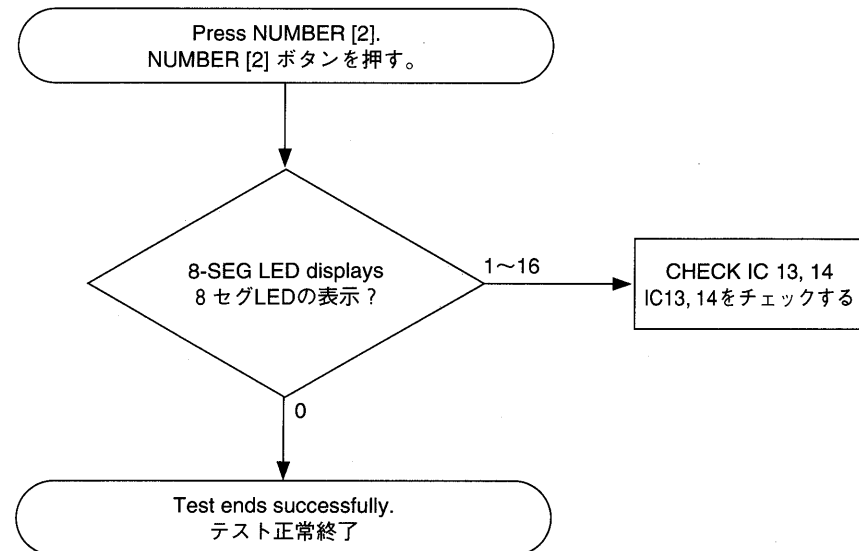 Press NUMBER [2].
NUMBER [2] ボタンを押す。
8-SEG LED displays
8 セグLEDの表示 ?
1～16
CHECK IC 13, 14
IC13, 14をチェックする
0
Test ends successfully.
テスト正常終了